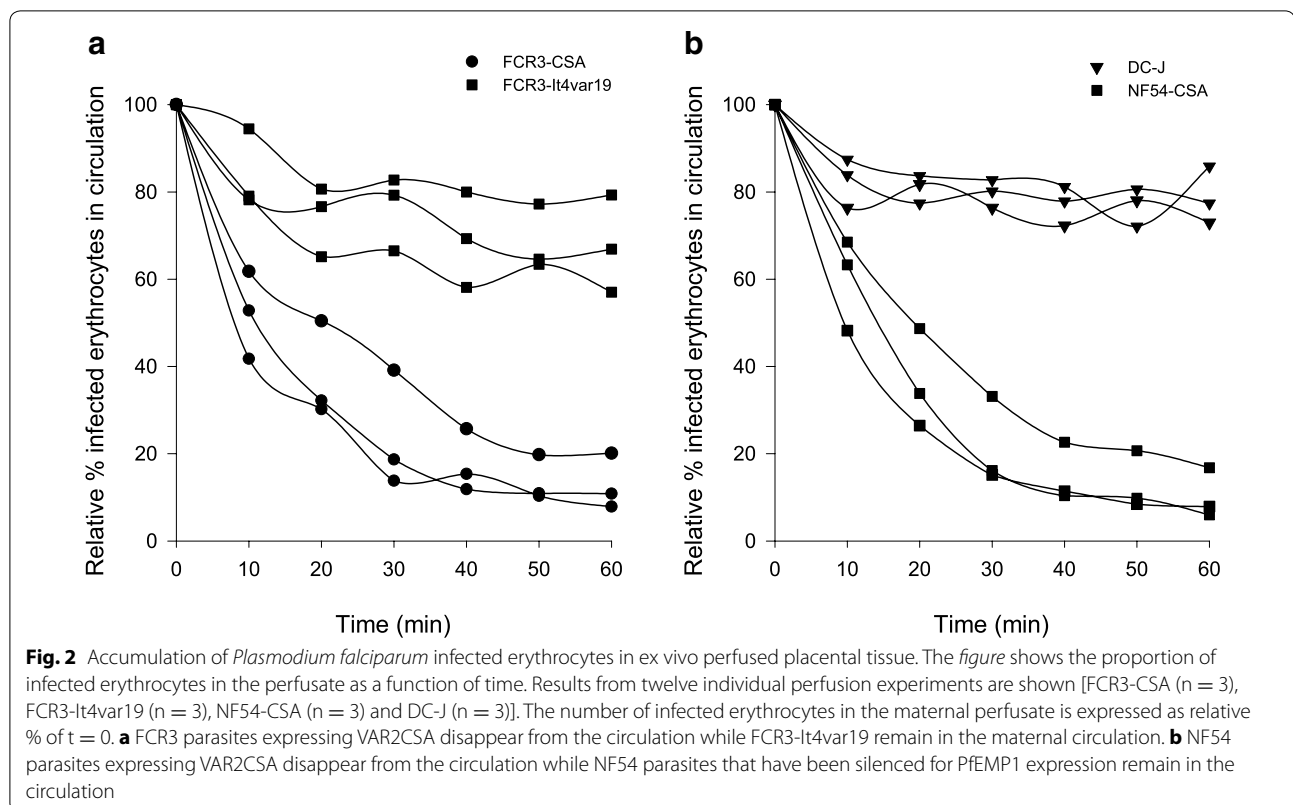 a
FCR3-CSA
FCR3-It4var19
Relative % infected erythrocytes in circulation
100
80
60
40
20
0
0 10 20 30 40 50 60
Time (min)
b
DC-J
NF54-CSA
Relative % infected erythrocytes in circulation
100
80
60
40
20
0
0 10 20 30 40 50 60
Time (min)
Fig. 2 Accumulation of Plasmodium falciparum infected erythrocytes in ex vivo perfused placental tissue. The figure shows the proportion of
infected erythrocytes in the perfusate as a function of time. Results from twelve individual perfusion experiments are shown [FCR3-CSA (n = 3),
FCR3-It4var19 (n = 3), NF54-CSA (n = 3) and DC-J (n = 3)]. The number of infected erythrocytes in the maternal perfusate is expressed as relative
% of t = 0. a FCR3 parasites expressing VAR2CSA disappear from the circulation while FCR3-It4var19 remain in the maternal circulation. b NF54
parasites expressing VAR2CSA disappear from the circulation while NF54 parasites that have been silenced for PfEMP1 expression remain in the
circulation